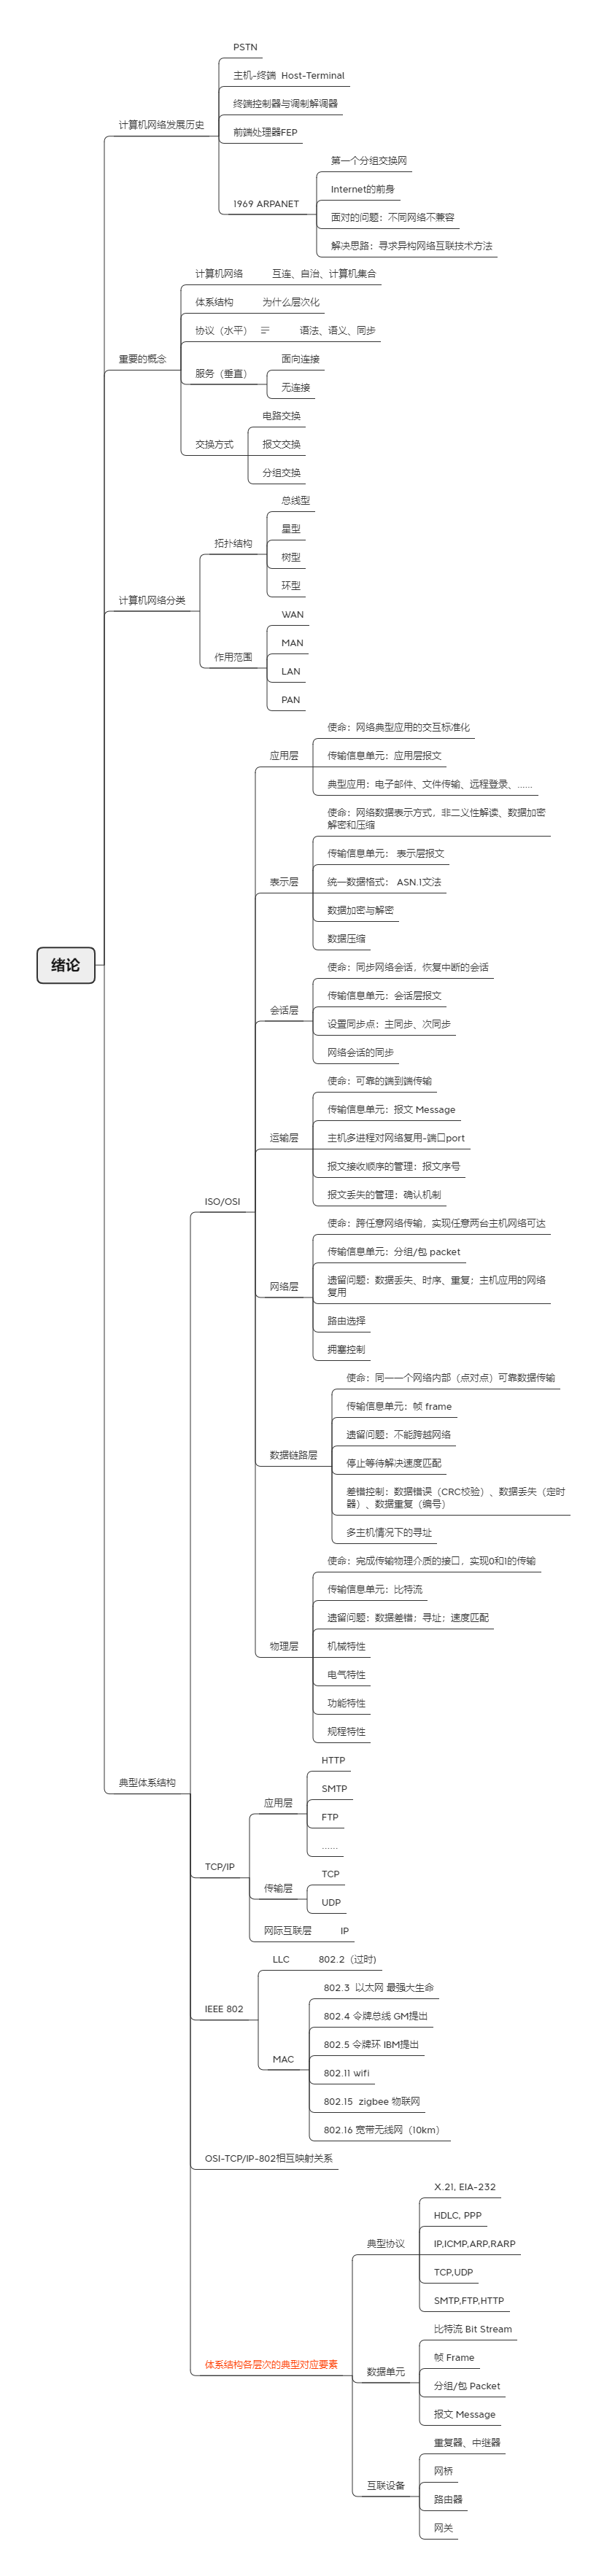 绪论
计算机网络发展历史
PSTN
主机-终端 Host-Terminal
终端控制器与调制解调器
前端处理器FEP
1969 ARPANET
第一个分组交换网
Internet的前身
面对的问题：不同网络不兼容
解决思路：寻求异构网络互联技术方法
重要的概念
计算机网络
互连、自治、计算机集合
体系结构
为什么层次化
协议（水平）
语法、语义、同步
服务（垂直）
面向连接
无连接
交换方式
电路交换
报文交换
分组交换
计算机网络分类
拓扑结构
总线型
星型
树型
环型
作用范围
WAN
MAN
LAN
PAN
典型体系结构
ISO/OSI
应用层
使命：网络典型应用的交互标准化
传输信息单元：应用层报文
典型应用：电子邮件、文件传输、远程登录、……
表示层
使命：网络数据表示方式，非二义性解读、数据加密
解密和压缩
传输信息单元： 表示层报文
统一数据格式： ASN.1文法
数据加密与解密
数据压缩
会话层
使命：同步网络会话，恢复中断的会话
传输信息单元：会话层报文
设置同步点：主同步、次同步
网络会话的同步
运输层
使命：可靠的端到端传输
传输信息单元：报文 Message
主机多进程对网络复用-端口port
报文接收顺序的管理：报文序号
报文丢失的管理：确认机制
网络层
使命：跨任意网络传输，实现任意两台主机网络可达
传输信息单元：分组/包 packet
遗留问题：数据丢失、时序、重复；主机应用的网络
复用
路由选择
拥塞控制
数据链路层
使命：同一一个网络内部（点对点）可靠数据传输
传输信息单元：帧 frame
遗留问题：不能跨越网络
停止等待解决速度匹配
差错控制：数据错误（CRC校验）、数据丢失（定时
器）、数据重复（编号）
多主机情况下的寻址
物理层
使命：完成传输物理介质的接口，实现0和1的传输
传输信息单元：比特流
遗留问题：数据差错；寻址；速度匹配
机械特性
电气特性
功能特性
规程特性
TCP/IP
应用层
HTTP
SMTP
FTP
……
传输层
TCP
UDP
网际互联层
IP
IEEE 802
LLC
802.2（过时）
MAC
802.3 以太网 最强大生命
802.4 令牌总线 GM提出
802.5 令牌环 IBM提出
802.11 wifi
802.15 zigbee 物联网
802.16 宽带无线网（10km）
OSI-TCP/IP-802相互映射关系
体系结构各层次的典型对应要素
典型协议
X.21, EIA-232
HDLC, PPP
IP,ICMP,ARP,RARP
TCP,UDP
SMTP,FTP,HTTP
数据单元
比特流 Bit Stream
帧 Frame
分组/包 Packet
报文 Message
互联设备
重复器、中继器
网桥
路由器
网关